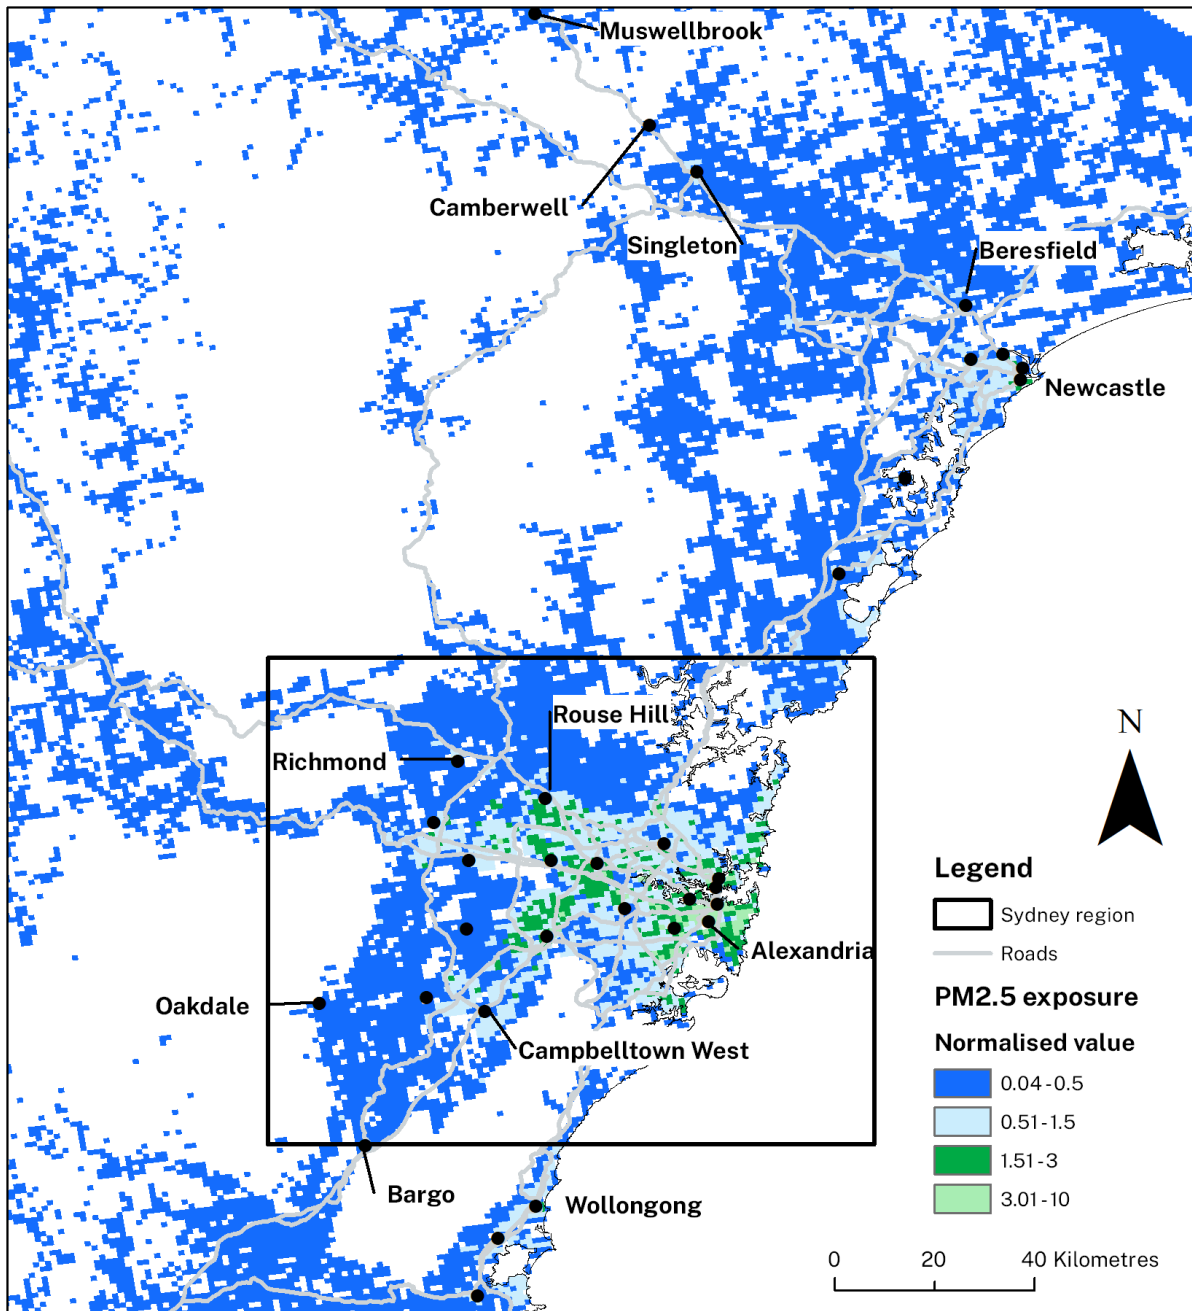 Muswellbrook
Camberwell
Singleton
Beresfield
Newcastle
Rouse Hill
Richmond
Alexandria
Oakdale
Campbelltown West
Bargo
Wollongong
N
Legend
Sydney region
Roads
PM2.5 exposure
Normalised value
0.04 - 0.5
0.51 - 1.5
1.51 - 3
3.01 - 10
0 20 40 Kilometres